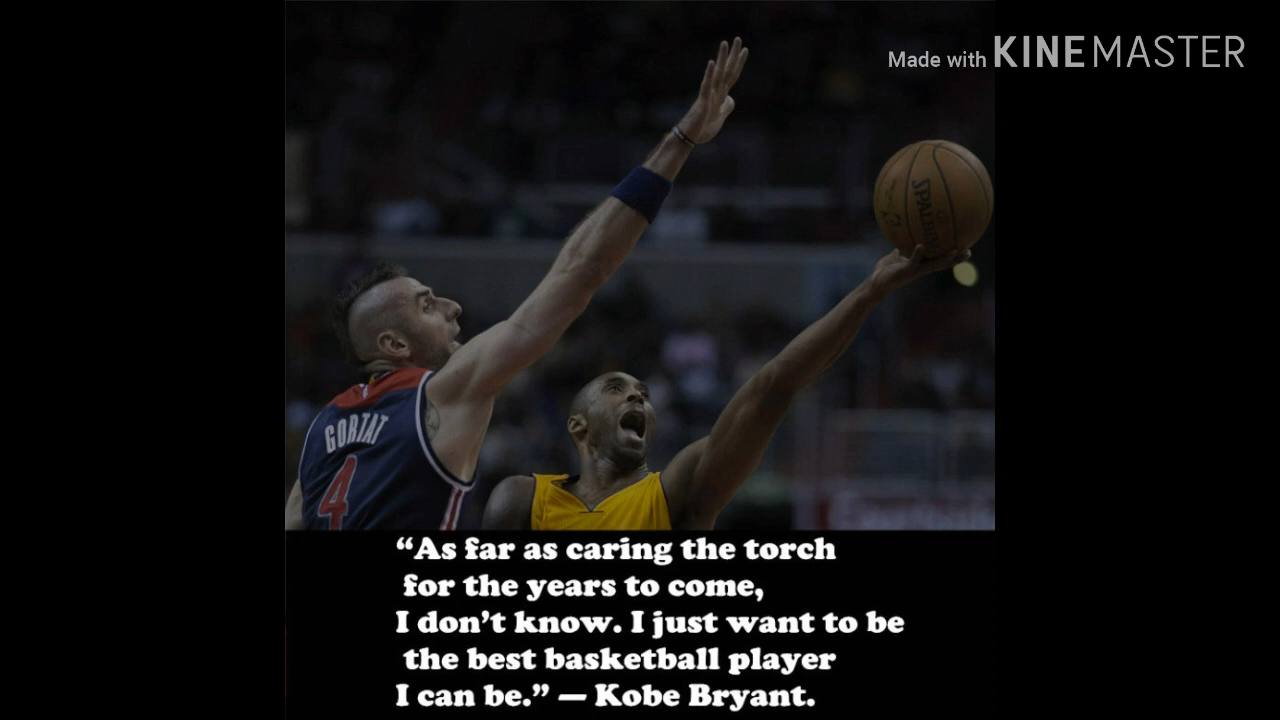 Made with KINEMASTER
SPALDING
GORTAT
4
“As far as caring the torch
for the years to come,
I don’t know. I just want to be
the best basketball player
I can be.” — Kobe Bryant.